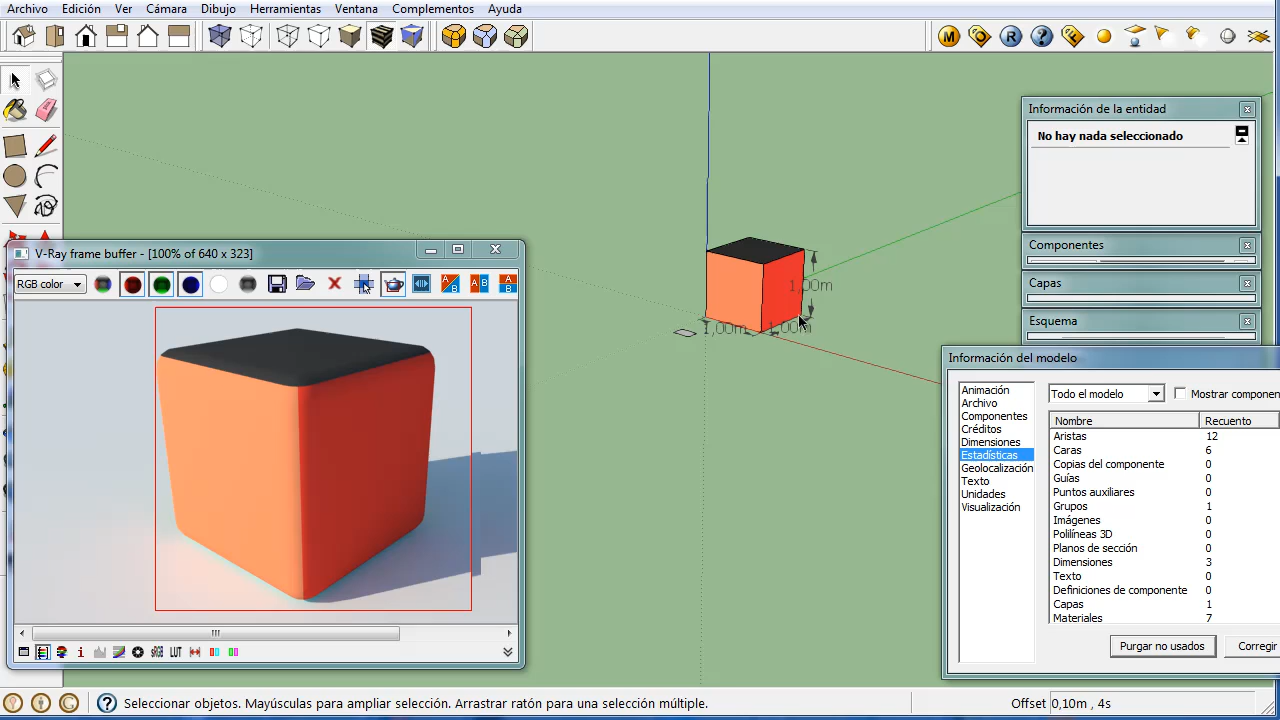 Archivo Edición Ver Cámara Dibujo Herramientas Ventana Complementos Ayuda
Información de la entidad
No hay nada seleccionado
Componentes
Capas
Esquema
V-Ray frame buffer - [100% of 640 x 323]
RGB color
1,00m
1,00m
1,00m
Información del modelo
Animación
Archivo
Componentes
Créditos
Dimensiones
Estadísticas
Geolocalización
Texto
Unidades
Visualización
Todo el modelo Mostrar componen
Nombre Recuento
Aristas 12
Caras 6
Copias del componente 0
Guías 0
Puntos auxiliares 0
Grupos 1
Imágenes 0
Polilíneas 3D 0
Planos de sección 0
Dimensiones 3
Texto 0
Definiciones de componente 0
Capas 1
Materiales 7
Purgar no usados Corregir
sRGB LUT
Seleccionar objetos. Mayúsculas para ampliar selección. Arrastrar ratón para una selección múltiple. Offset 0,10m , 4s